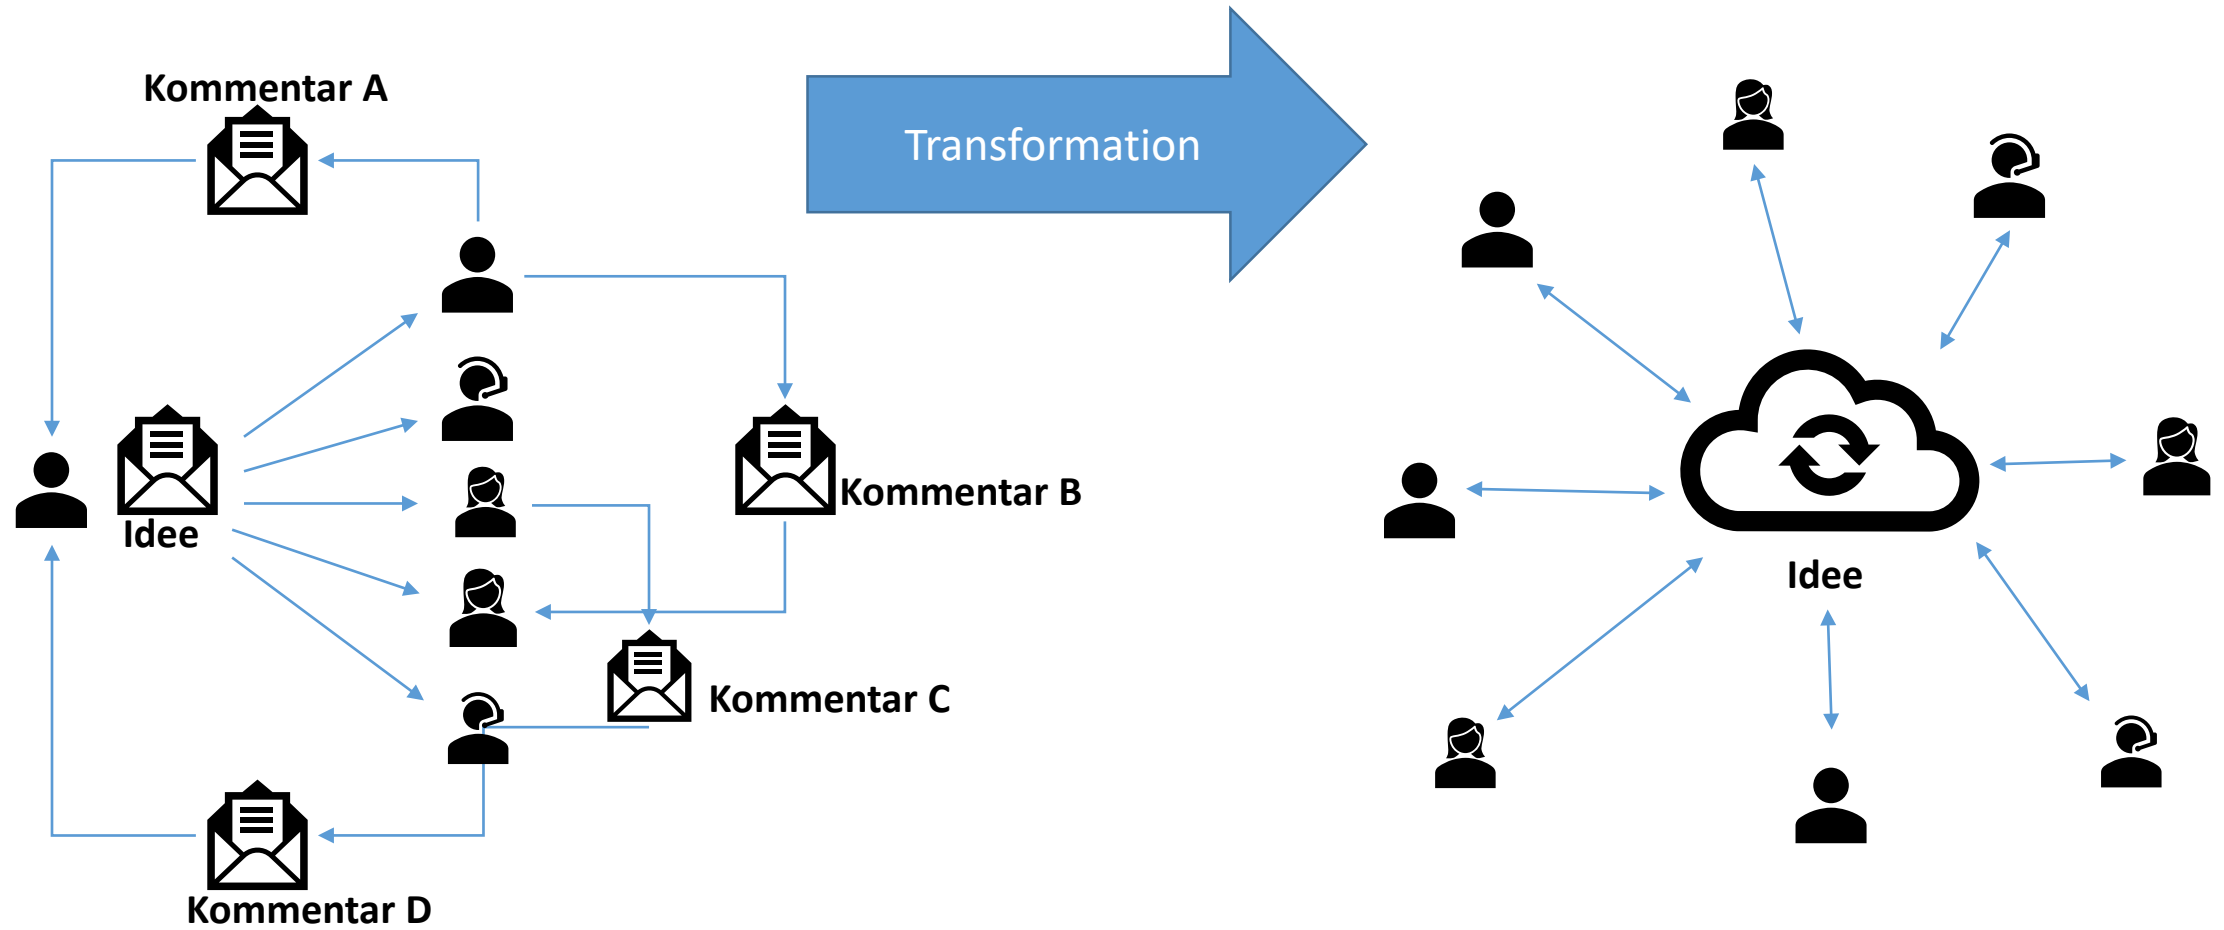 Kommentar A
Transformation
Kommentar B
Idee
Idee
Kommentar C
Kommentar D